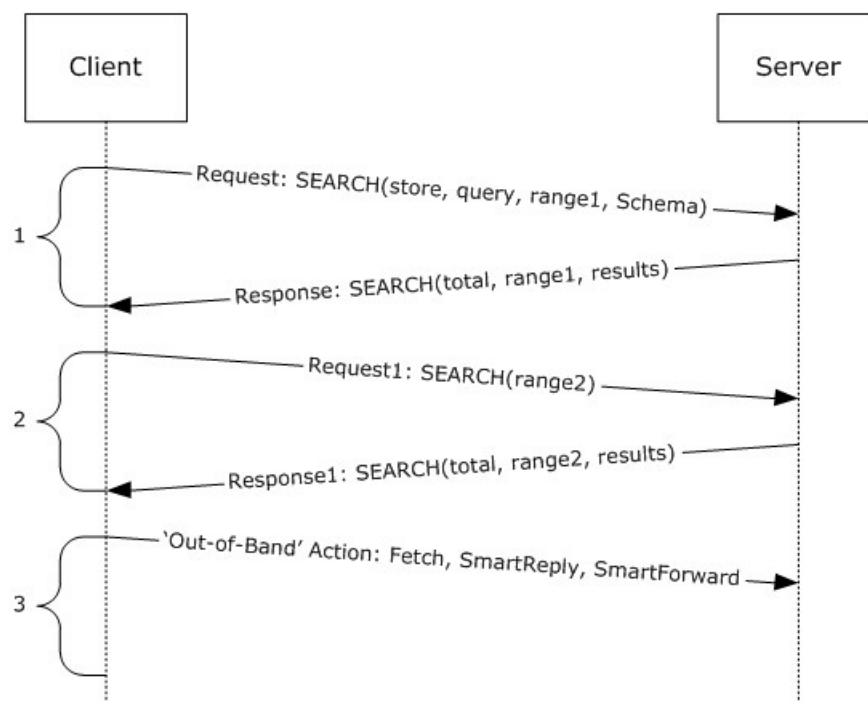 Client
Server
1
Request: SEARCH(store, query, range1, Schema)
Response: SEARCH(total, range1, results)
2
Request1: SEARCH(range2)
Response1: SEARCH(total, range2, results)
3
‘Out-of-Band’ Action: Fetch, SmartReply, SmartForward